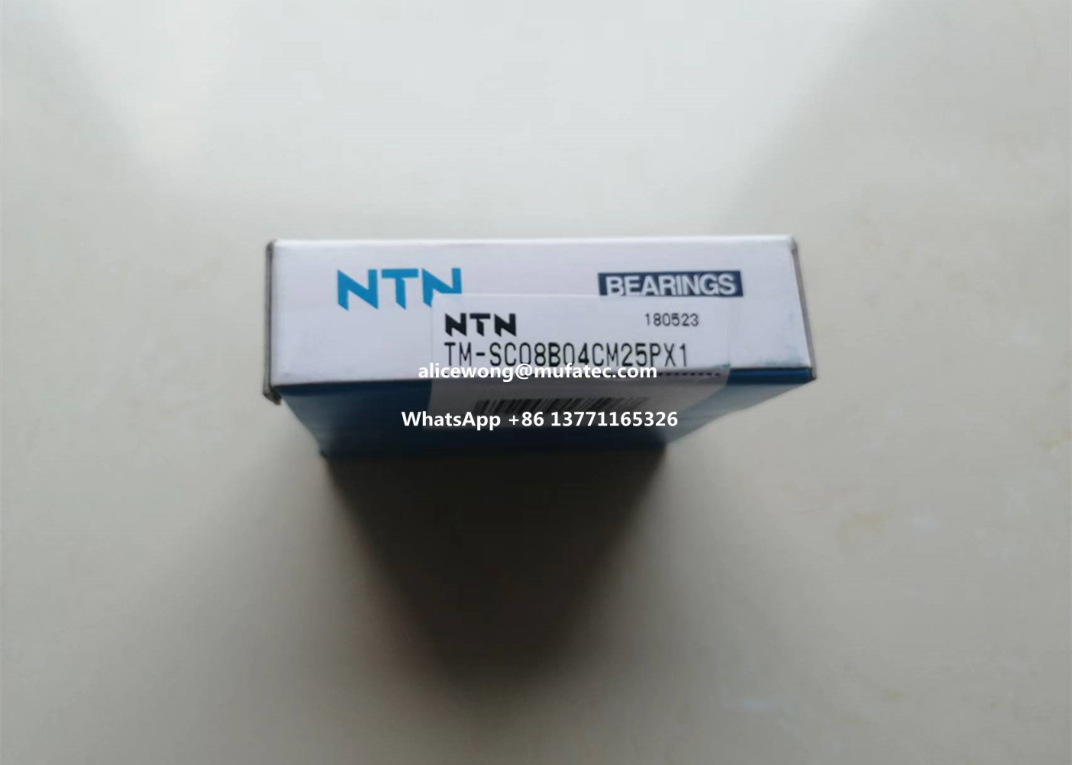 NTN
BEARINGS
NTN
180523
TM-SC08B04CM25PX1
alicewong@mufatec.com
WhatsApp +86 13771165326